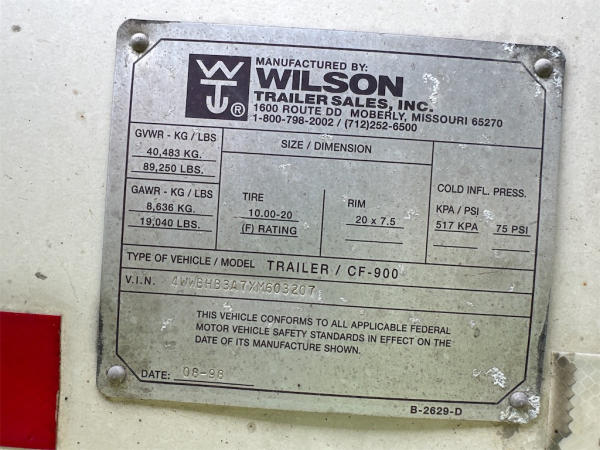 MANUFACTURED BY:
WILSON
TRAILER SALES, INC.
1600 ROUTE DD MOBERLY, MISSOURI 65270
1-800-798-2002 / (712)252-6500
WT ®
GVWR - KG / LBS
40,483 KG.
89,250 LBS.
GAWR - KG / LBS
8,636 KG.
19,040 LBS.
SIZE / DIMENSION
TIRE
10.00-20
(F) RATING
RIM
20 x 7.5
COLD INFL. PRESS.
KPA / PSI
517 KPA 75 PSI
TYPE OF VEHICLE / MODEL TRAILER / CF-900
V.I.N. 4WWBHB3A7XM603207
THIS VEHICLE CONFORMS TO ALL APPLICABLE FEDERAL
MOTOR VEHICLE SAFETY STANDARDS IN EFFECT ON THE
DATE OF ITS MANUFACTURE SHOWN.
DATE: 08-98
B-2629-D